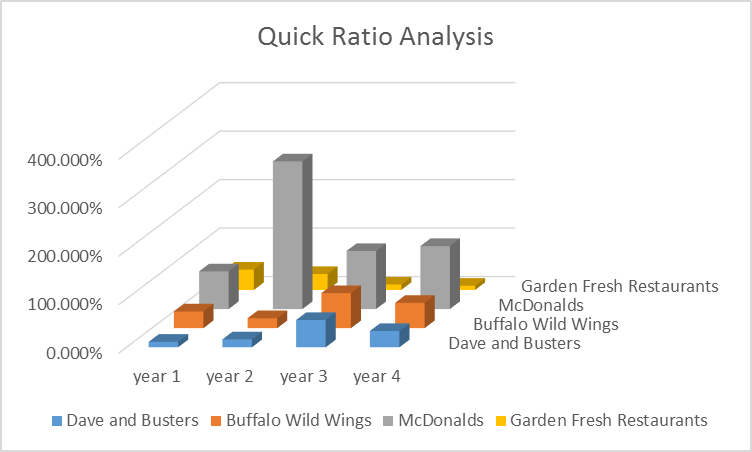 Quick Ratio Analysis
400.000%
300.000%
200.000%
100.000%
0.000%
Garden Fresh Restaurants
McDonalds
Buffalo Wild Wings
Dave and Busters
year 1 year 2 year 3 year 4
Dave and Busters Buffalo Wild Wings McDonalds Garden Fresh Restaurants